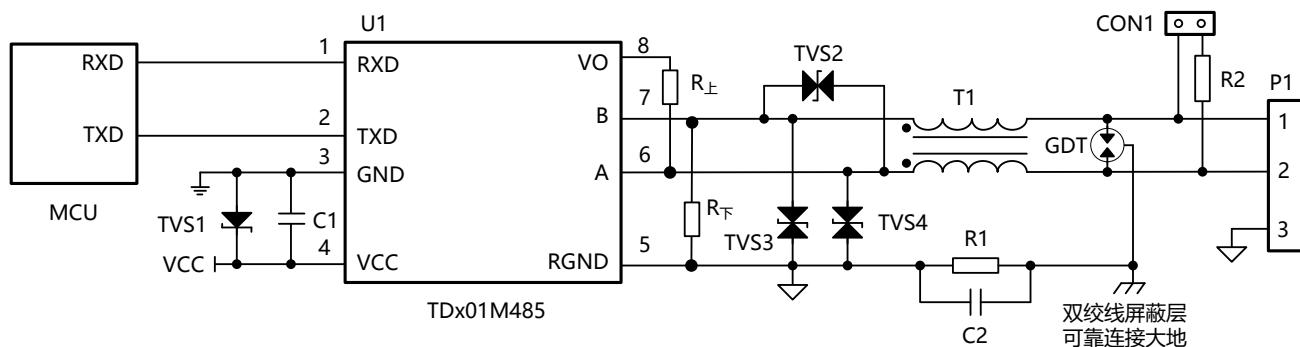 U1
CON1
1
8
RXD
RXD
VO
TVS2
R上
R2
P1
7
T1
2
TXD
TXD
B
1
3
6
GDT
GND
A
2
MCU
TVS1
C1
R下
TVS3
TVS4
4
5
R1
3
VCC
VCC
RGND
TDx01M485
C2
双绞线屏蔽层
可靠连接大地